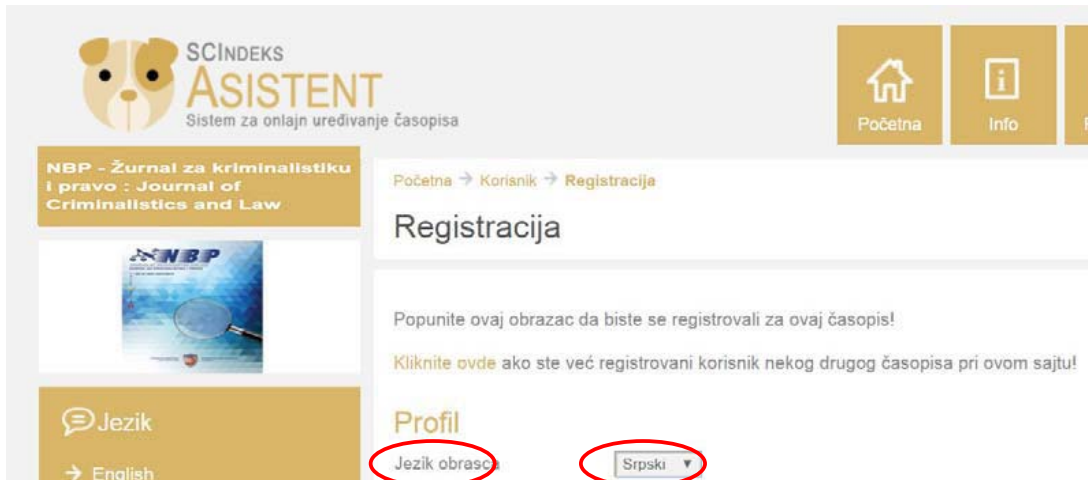 SCINDEKS
ASISTENT
Sistem za onlajn uređivanje časopisa
Početna
Info
NBP - Žurnal za kriminalistiku
i pravo : Journal of
Criminalistics and Law
Početna → Korisnik → Registracija
Registracija
NBP
Popunite ovaj obrazac da biste se registrovali za ovaj časopis!
Kliknite ovde ako ste već registrovani korisnik nekog drugog časopisa pri ovom sajtu!
Jezik
→ English
Profil
Jezik obrasca
Srpski ▼